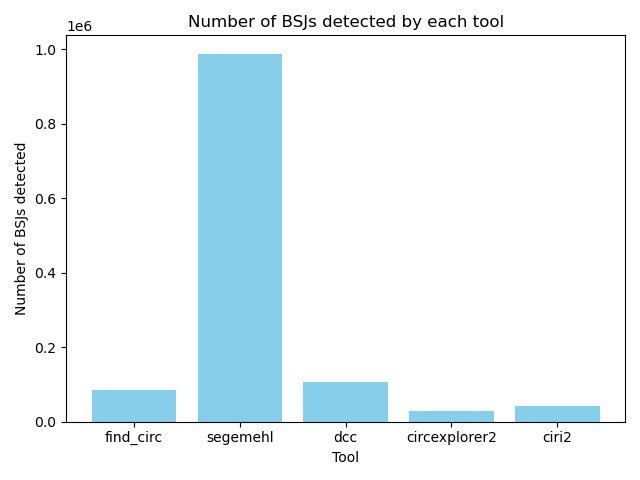 Number of BSJs detected by each tool
1e6
1.0
0.8
0.6
0.4
0.2
0.0
Number of BSJs detected
find_circ segemehl dcc circexplorer2 ciri2
Tool